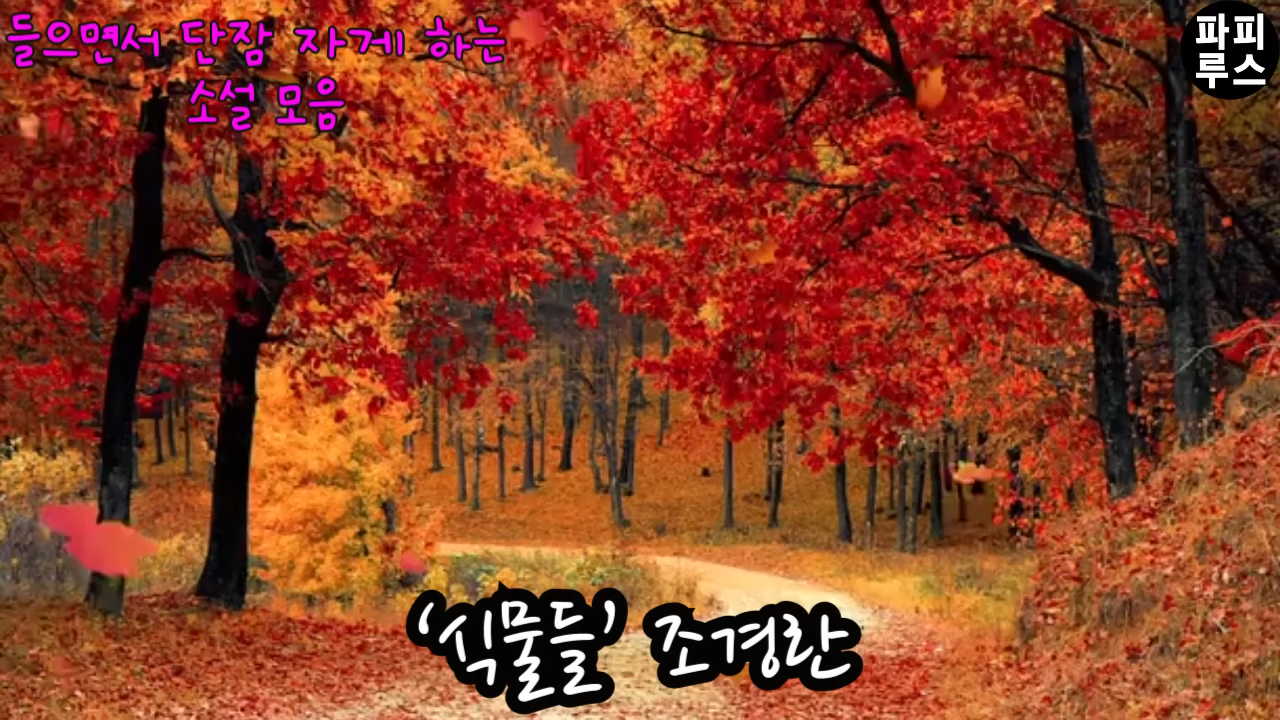 들으면서 단잠 자게 하는
소설 모음
파피
루스
'식물들' 조경란